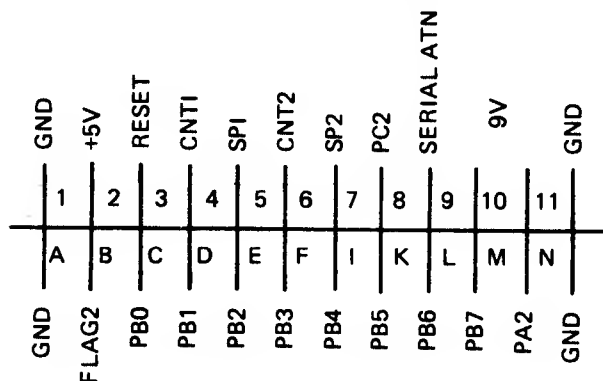 GND +5V RESET CNT1 SP1 CNT2 SP2 PC2 SERIAL ATN 9V GND
1 2 3 4 5 6 7 8 9 10 11
A B C D E F I K L M N
GND FLAG2 PB0 PB1 PB2 PB3 PB4 PB5 PB6 PB7 PA2 GND